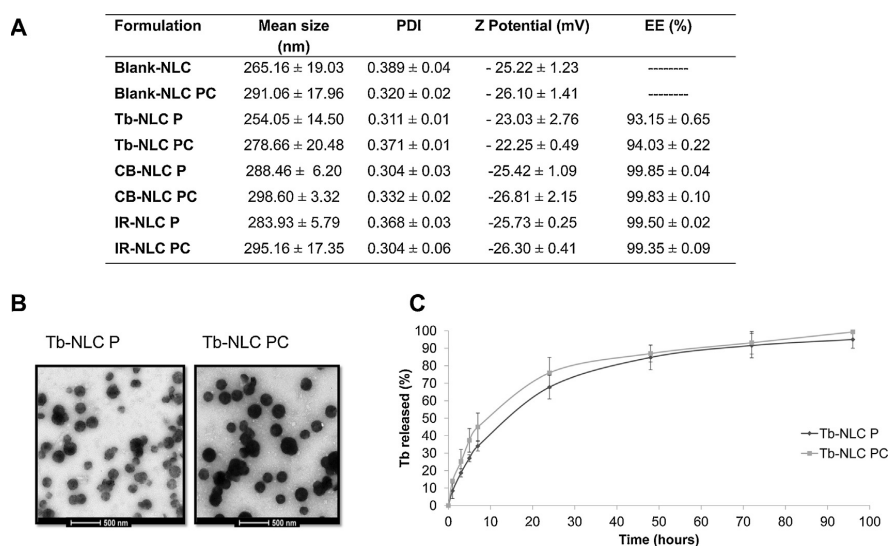 A
Formulation Mean size (nm) PDI Z Potential (mV) EE (%)
Blank-NLC 265.16 ± 19.03 0.389 ± 0.04 - 25.22 ± 1.23 --------
Blank-NLC PC 291.06 ± 17.96 0.320 ± 0.02 - 26.10 ± 1.41 --------
Tb-NLC P 254.05 ± 14.50 0.311 ± 0.01 - 23.03 ± 2.76 93.15 ± 0.65
Tb-NLC PC 278.66 ± 20.48 0.371 ± 0.01 - 22.25 ± 0.49 94.03 ± 0.22
CB-NLC P 288.46 ± 6.20 0.304 ± 0.03 -25.42 ± 1.09 99.85 ± 0.04
CB-NLC PC 298.60 ± 3.32 0.332 ± 0.02 -26.81 ± 2.15 99.83 ± 0.10
IR-NLC P 283.93 ± 5.79 0.368 ± 0.03 -25.73 ± 0.25 99.50 ± 0.02
IR-NLC PC 295.16 ± 17.35 0.304 ± 0.06 -26.30 ± 0.41 99.35 ± 0.09
B
Tb-NLC P Tb-NLC PC
500 nm 500 nm
C
Tb released (%)
100
90
80
70
60
50
40
30
20
10
0
0 10 20 30 40 50 60 70 80 90 100
Time (hours)
Tb-NLC P
Tb-NLC PC